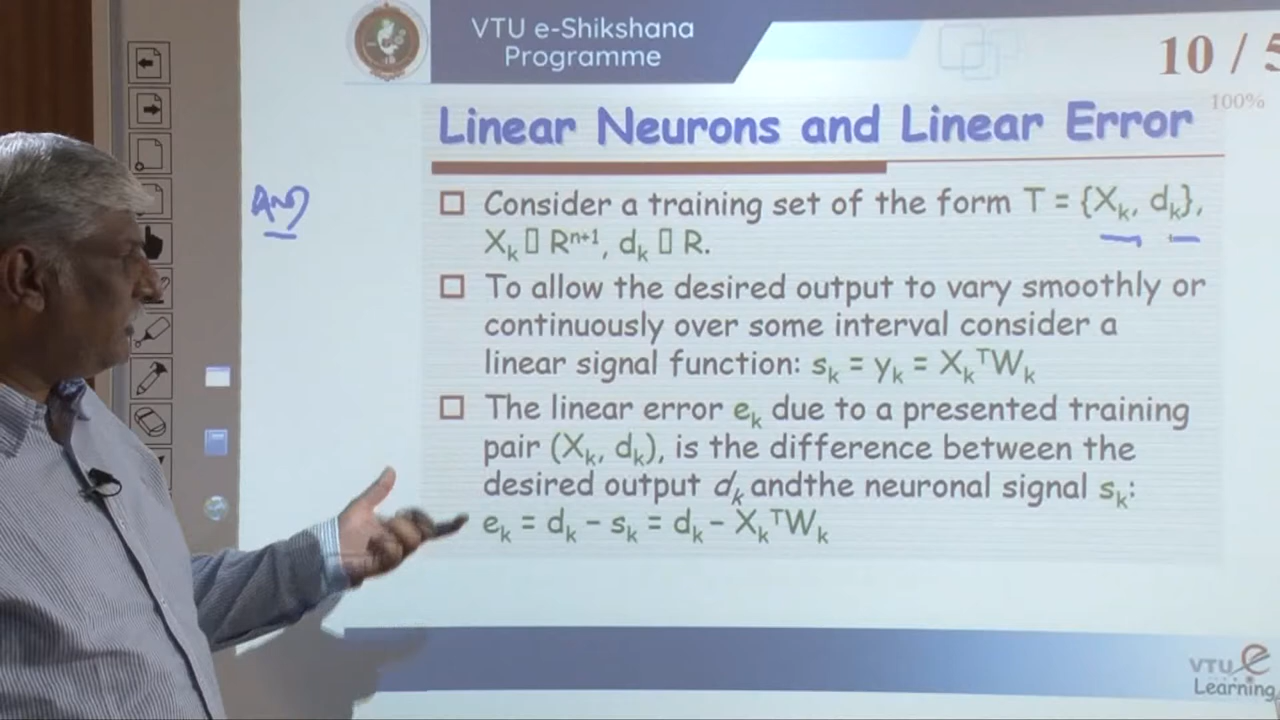 VTU e-Shikshana
Programme
10 / 5
100%
Linear Neurons and Linear Error
Ans
□ Consider a training set of the form T = {Xₖ, dₖ},
Xₖ ▯ Rⁿ⁺¹, dₖ ▯ R.
□ To allow the desired output to vary smoothly or
continuously over some interval consider a
linear signal function: sₖ = yₖ = XₖᵀWₖ
□ The linear error eₖ due to a presented training
pair (Xₖ, dₖ), is the difference between the
desired output dₖ andthe neuronal signal sₖ:
eₖ = dₖ – sₖ = dₖ – XₖᵀWₖ
VTU e
Learning